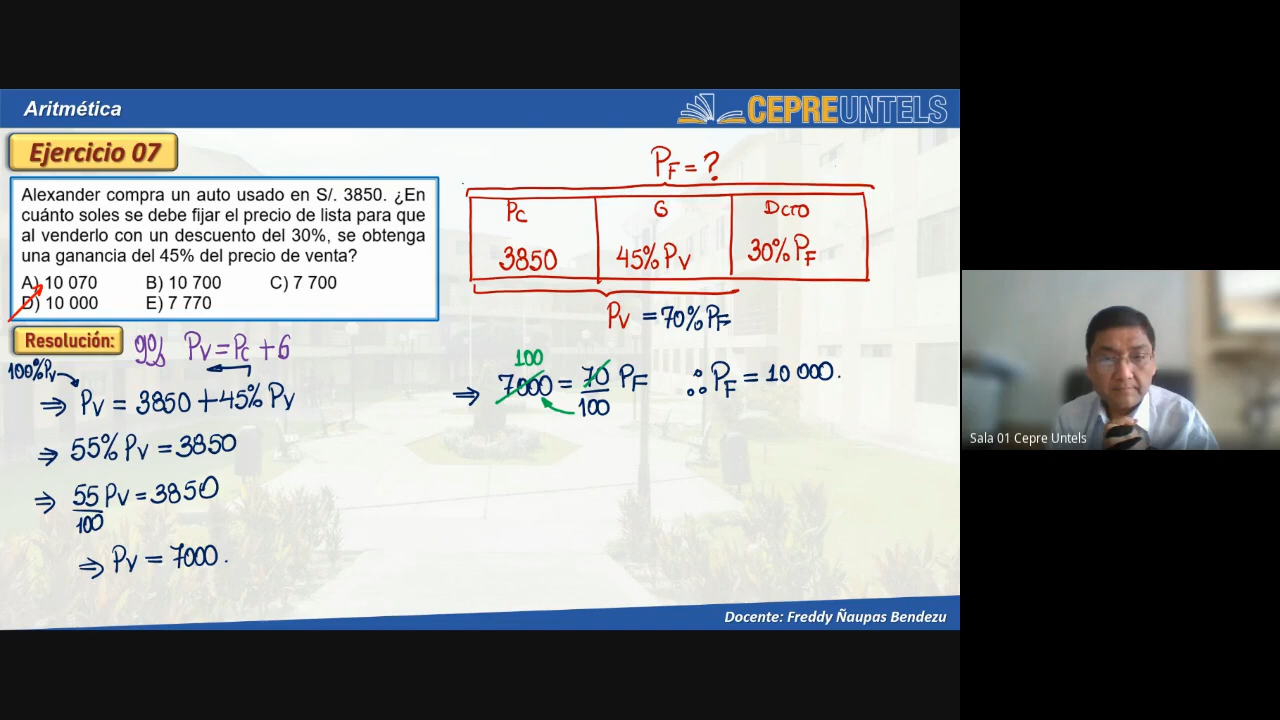 Aritmética
CEPREUNTELS
Ejercicio 07
Alexander compra un auto usado en S/. 3850. ¿En
cuánto soles se debe fijar el precio de lista para que
al venderlo con un descuento del 30%, se obtenga
una ganancia del 45% del precio de venta?
A) 10 070 B) 10 700 C) 7 700
D) 10 000 E) 7 770
PF = ?
PC G DCTO
3850 45% PV 30% PF
PV = 70% PF
Resolución:
PV = PC + G
100% PV
⇒ PV = 3850 + 45% PV
⇒ 55% PV = 3850
⇒ 55/100 PV = 3850
⇒ PV = 7000.
100
⇒ 7000 = 70/100 PF ∴ PF = 10 000.
Docente: Freddy Ñaupas Bendezu
Sala 01 Cepre Untels